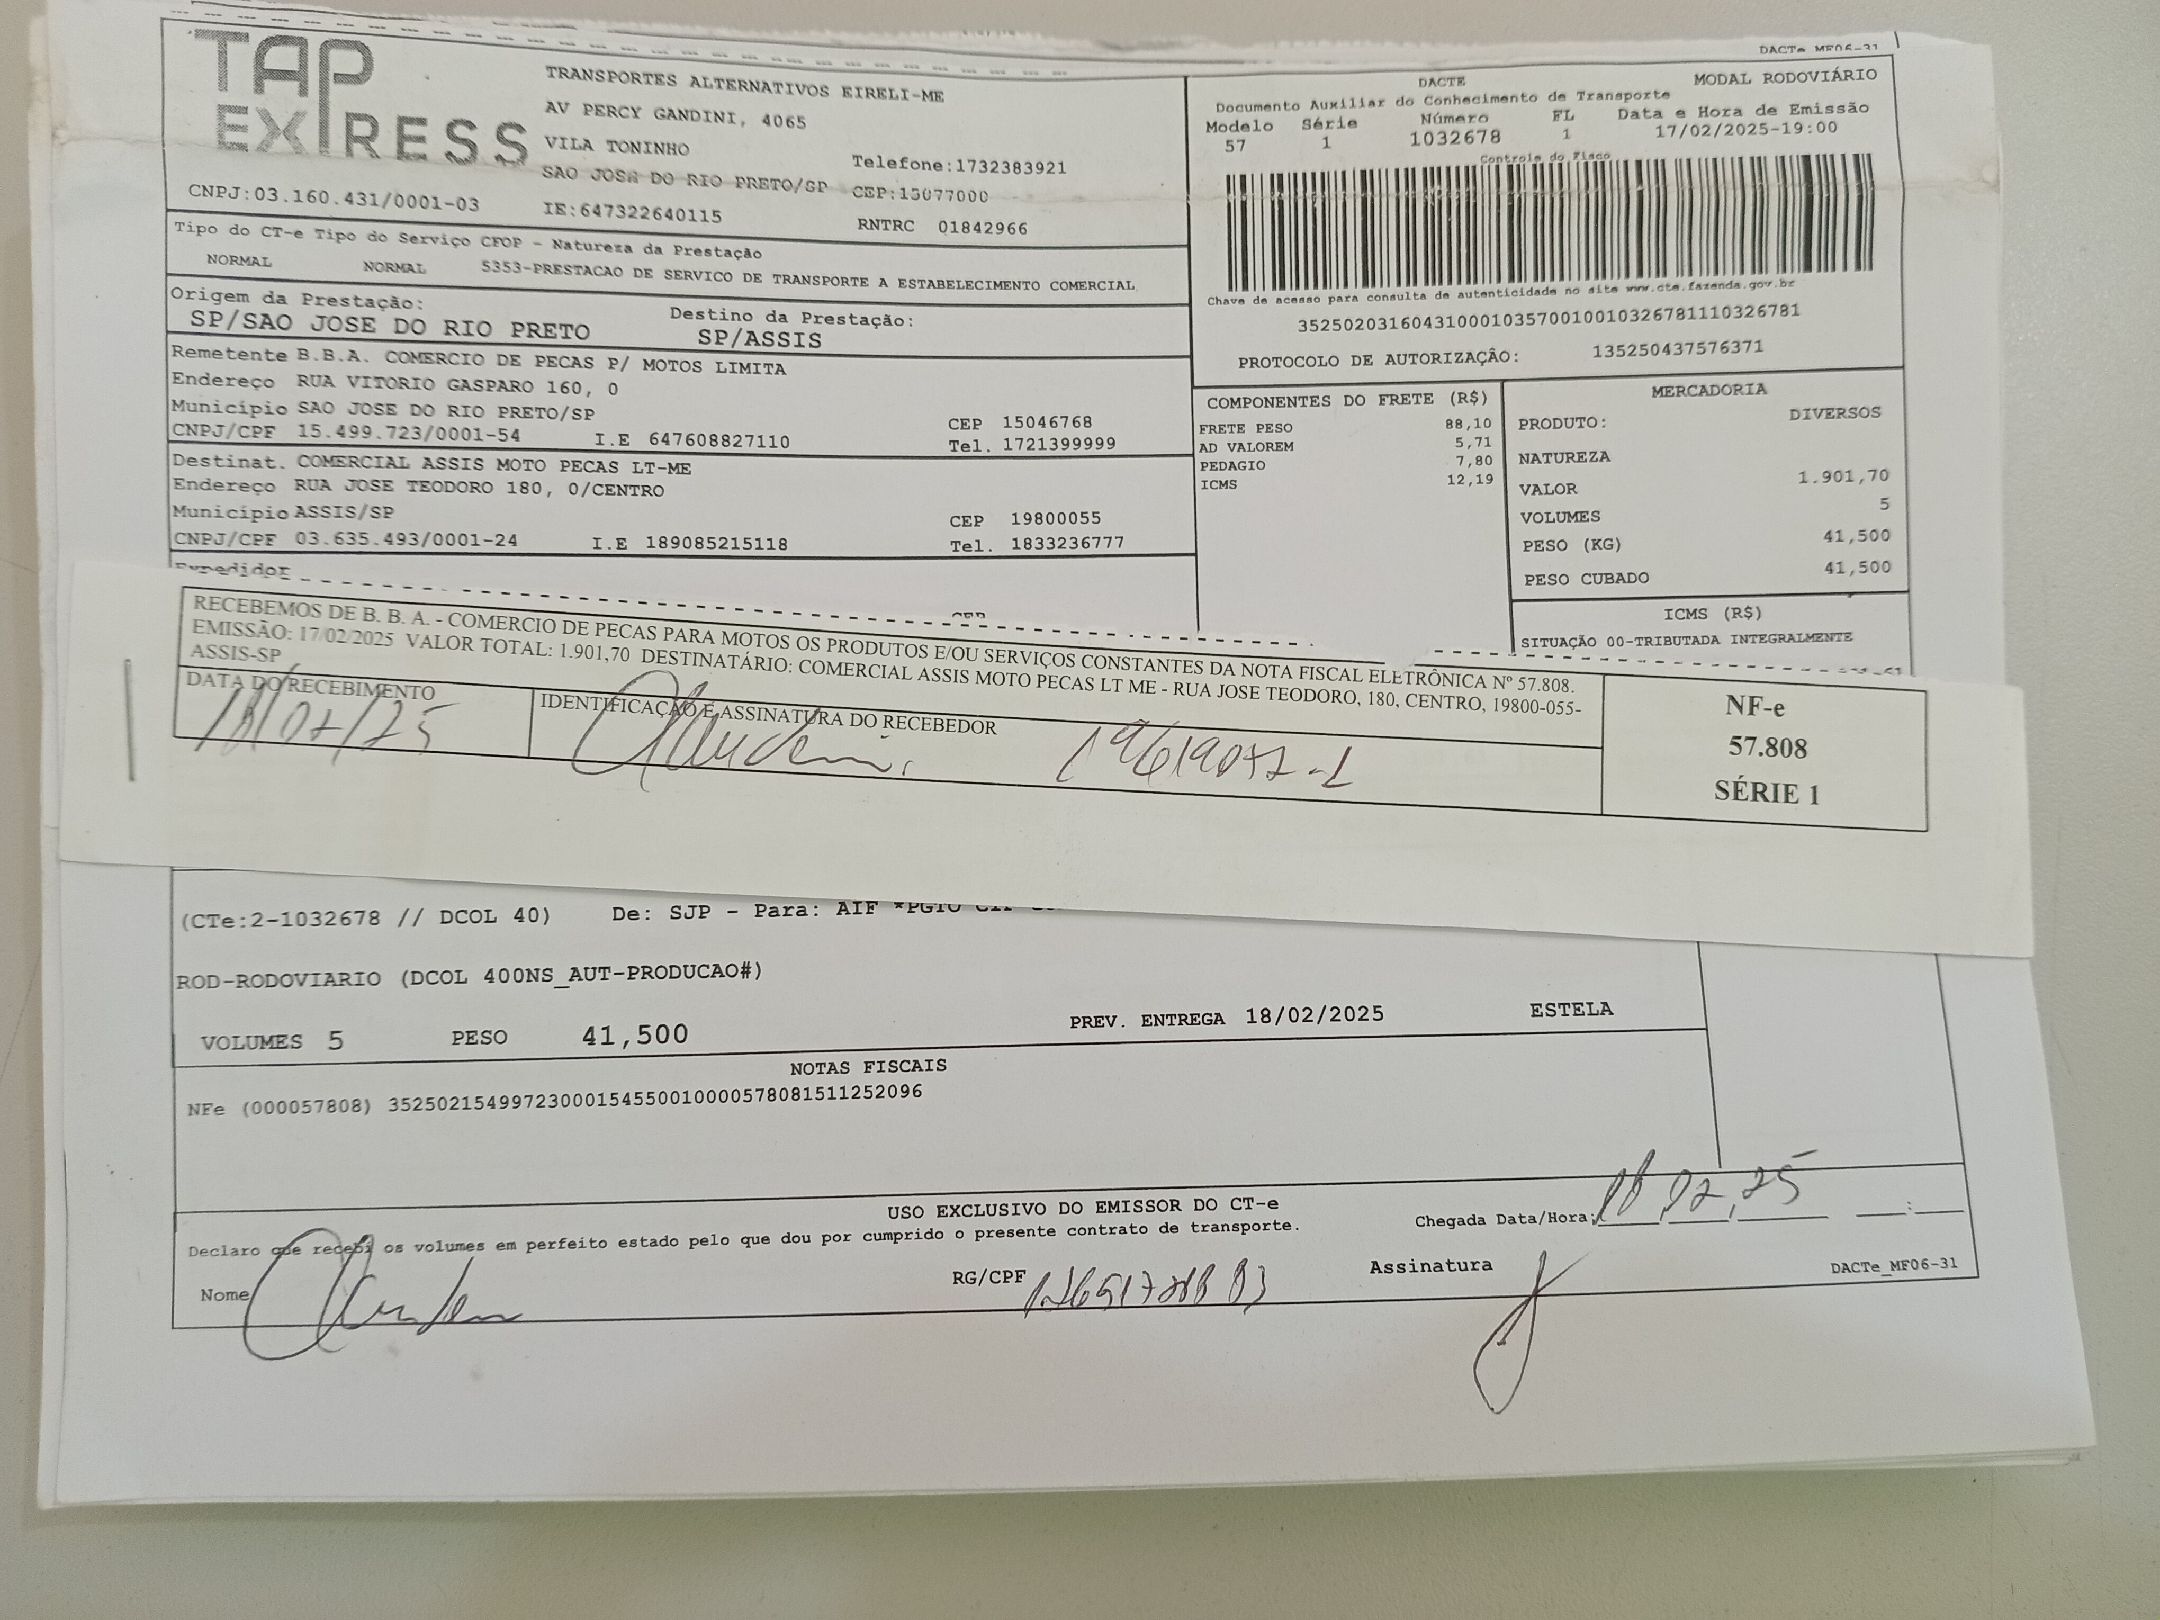 DACTe MF06-31
TAP
EXPRESS
TRANSPORTES ALTERNATIVOS EIRELI-ME
AV PERCY GANDINI, 4065
VILA TONINHO
SAO JOSE DO RIO PRETO/SP
Telefone:1732383921
CEP:15077000
CNPJ:03.160.431/0001-03
IE:647322640115
RNTRC 01842966
DACTE
MODAL RODOVIÁRIO
Documento Auxiliar do Conhecimento de Transporte
Modelo Série Número FL Data e Hora de Emissão
57 1 1032678 1 17/02/2025-19:00
Controle do Fisco
Chave de acesso para consulta de autenticidade no site www.cte.fazenda.gov.br
35250203160431000103570010010326781110326781
PROTOCOLO DE AUTORIZAÇÃO: 135250437576371
Tipo do CT-e Tipo do Serviço CFOP - Natureza da Prestação
NORMAL NORMAL 5353-PRESTACAO DE SERVICO DE TRANSPORTE A ESTABELECIMENTO COMERCIAL
Origem da Prestação: Destino da Prestação:
SP/SAO JOSE DO RIO PRETO SP/ASSIS
Remetente B.B.A. COMERCIO DE PECAS P/ MOTOS LIMITA
Endereço RUA VITORIO GASPARO 160, 0
Município SAO JOSE DO RIO PRETO/SP CEP 15046768
CNPJ/CPF 15.499.723/0001-54 I.E 647608827110 Tel. 1721399999
Destinat. COMERCIAL ASSIS MOTO PECAS LT-ME
Endereço RUA JOSE TEODORO 180, 0/CENTRO
Município ASSIS/SP CEP 19800055
CNPJ/CPF 03.635.493/0001-24 I.E 189085215118 Tel. 1833236777
Expedidor
COMPONENTES DO FRETE (R$)
FRETE PESO 88,10
AD VALOREM 5,71
PEDAGIO 7,80
ICMS 12,19
MERCADORIA
PRODUTO: DIVERSOS
NATUREZA
VALOR 1.901,70
VOLUMES 5
PESO (KG) 41,500
PESO CUBADO 41,500
ICMS (R$)
SITUAÇÃO 00-TRIBUTADA INTEGRALMENTE
RECEBEMOS DE B. B. A. - COMERCIO DE PECAS PARA MOTOS OS PRODUTOS E/OU SERVIÇOS CONSTANTES DA NOTA FISCAL ELETRÔNICA Nº 57.808.
EMISSÃO: 17/02/2025 VALOR TOTAL: 1.901,70 DESTINATÁRIO: COMERCIAL ASSIS MOTO PECAS LT ME - RUA JOSE TEODORO, 180, CENTRO, 19800-055-
ASSIS-SP
DATA DO RECEBIMENTO
18/02/25
IDENTIFICAÇÃO E ASSINATURA DO RECEBEDOR
NF-e
57.808
SÉRIE 1
(CTe:2-1032678 // DCOL 40) De: SJP - Para: AIF *PGTO
ROD-RODOVIARIO (DCOL 400NS_AUT-PRODUCAO#)
VOLUMES 5 PESO 41,500 PREV. ENTREGA 18/02/2025 ESTELA
NOTAS FISCAIS
NFe (000057808) 35250215499723000154550010000578081511252096
USO EXCLUSIVO DO EMISSOR DO CT-e
Declaro que recebi os volumes em perfeito estado pelo que dou por cumprido o presente contrato de transporte.
Chegada Data/Hora: 18 02 25
Nome
RG/CPF
Assinatura
DACTe_MF06-31